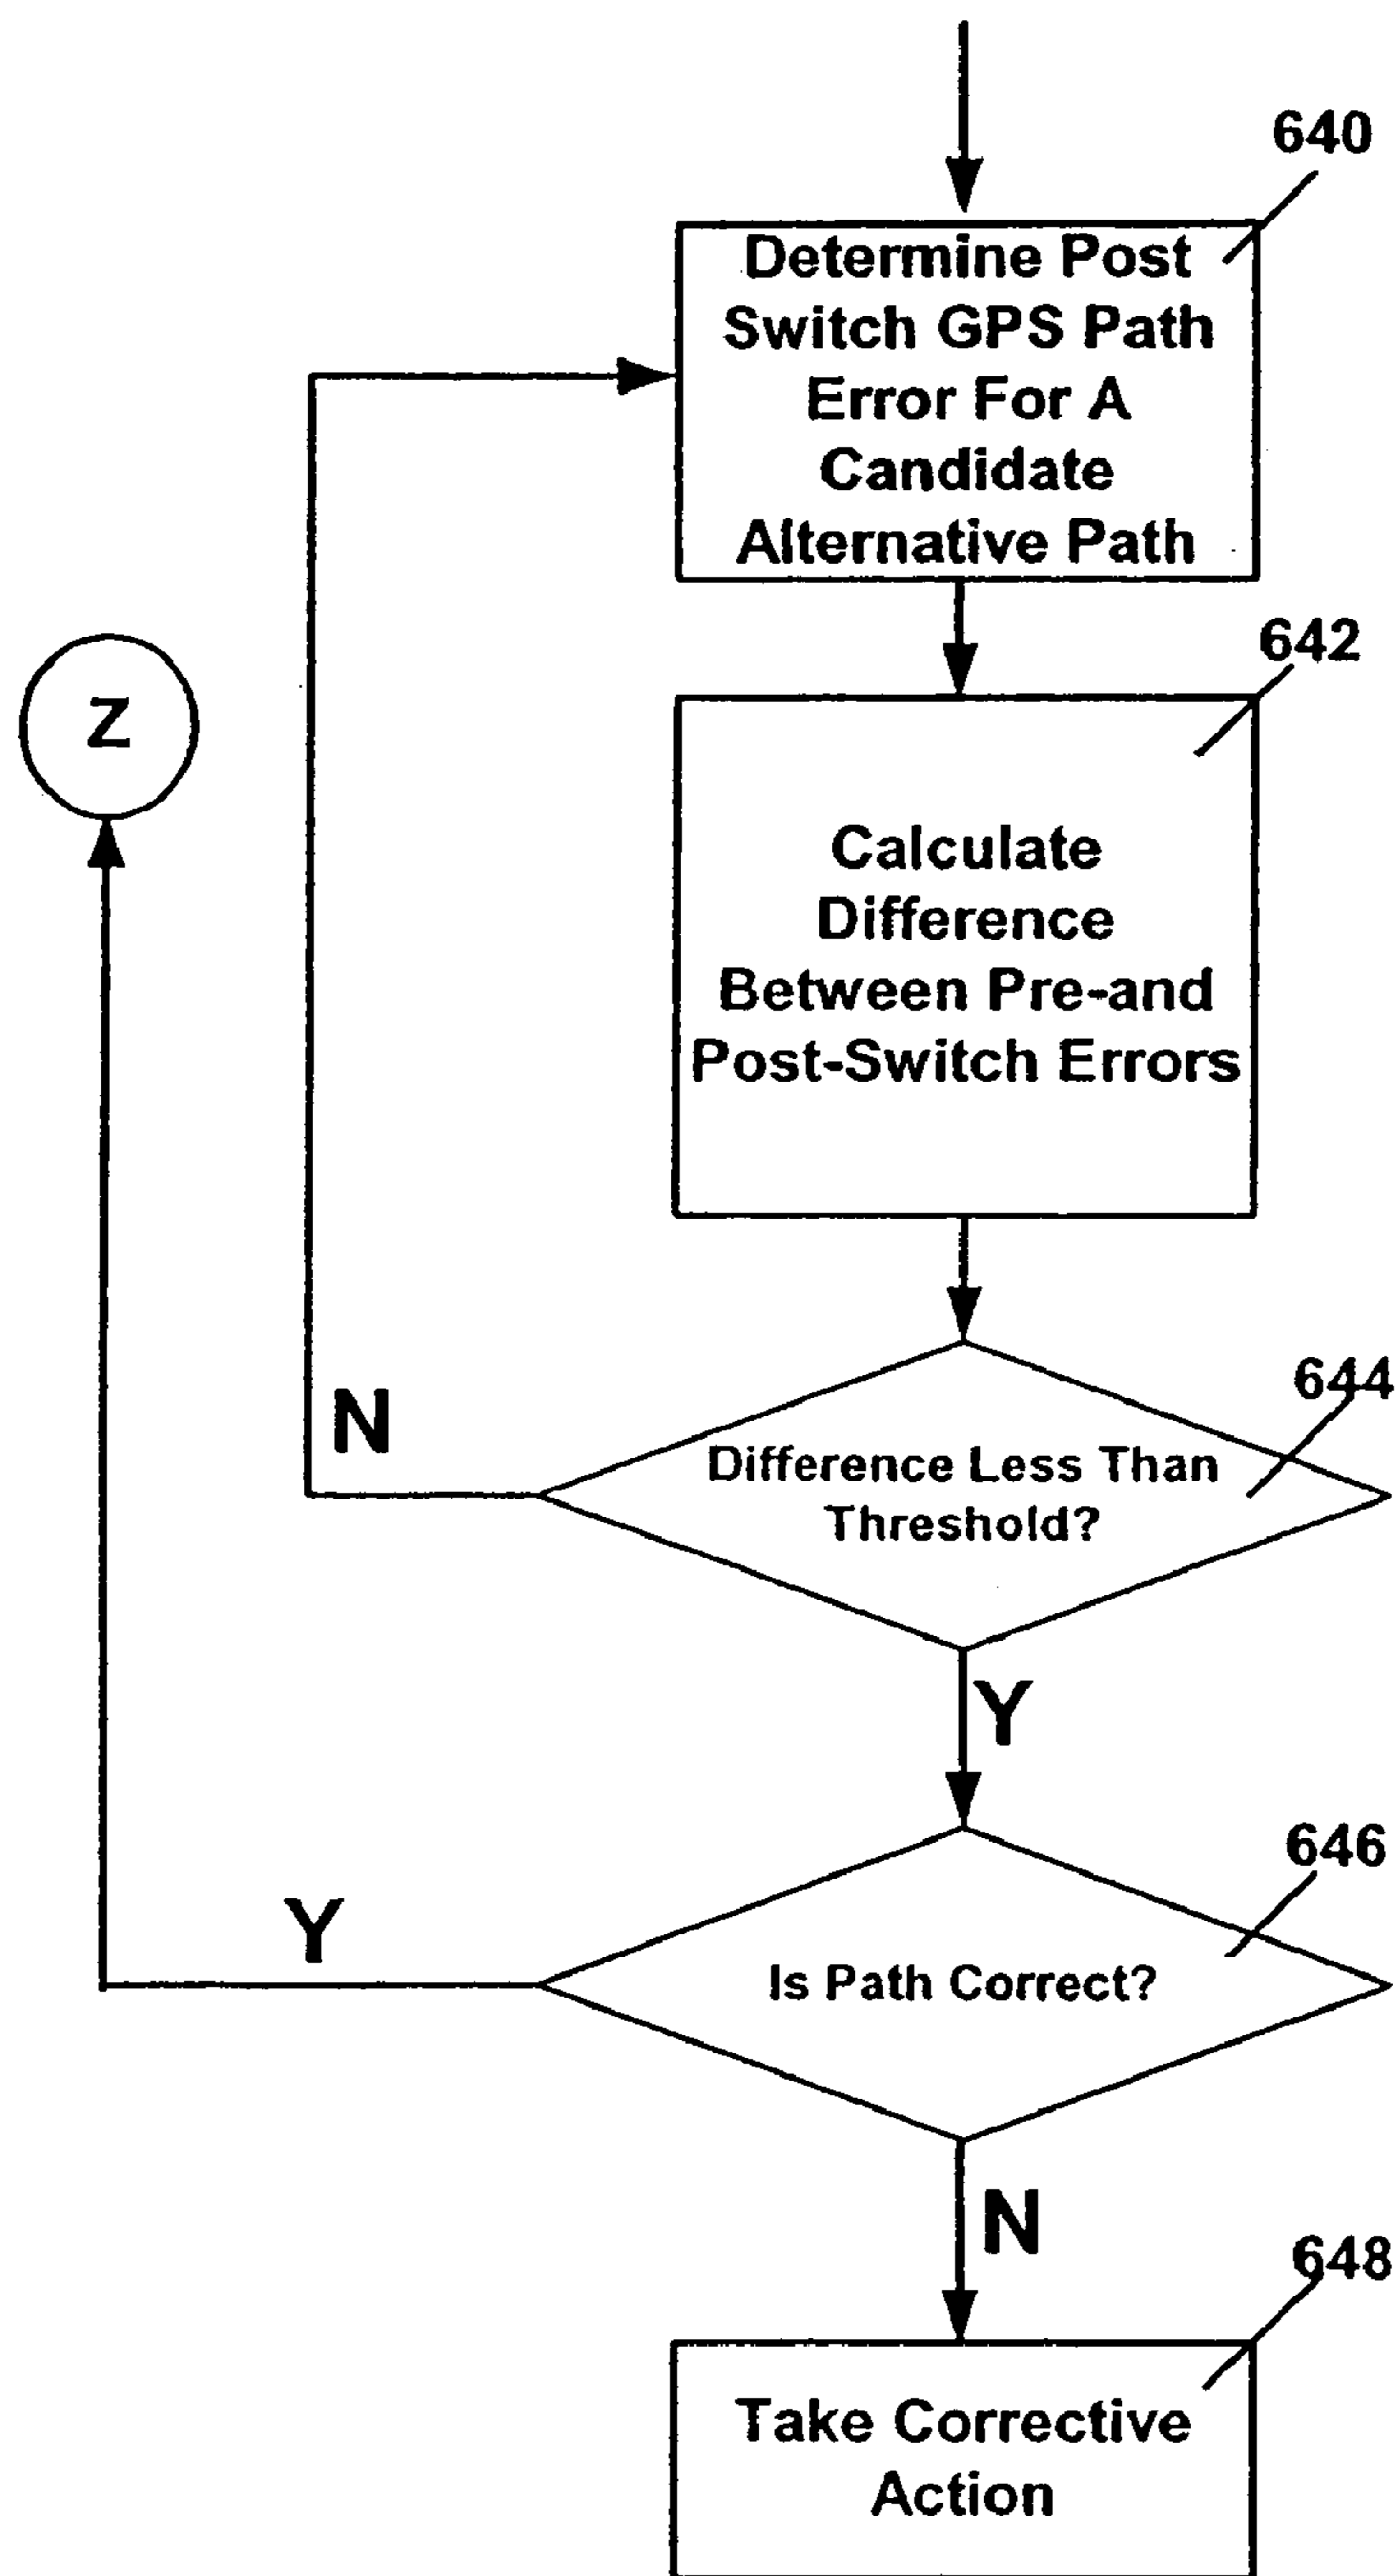 640
Determine Post
Switch GPS Path
Error For A
Candidate
Alternative Path
642
Z
Calculate
Difference
Between Pre-and
Post-Switch Errors
644
N
Difference Less Than
Threshold?
Y
646
Y
Is Path Correct?
N
648
Take Corrective
Action